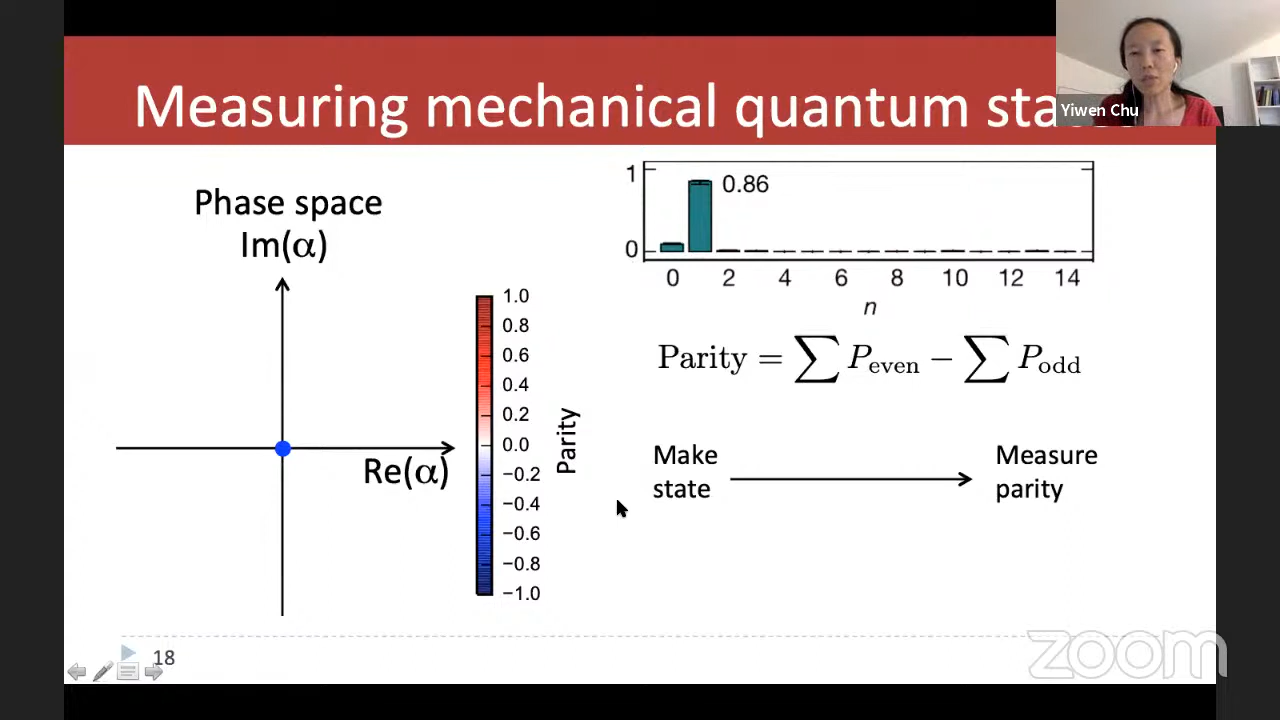 Measuring mechanical quantum
Yiwen Chu
Phase space
Im(α)
Re(α)
1.0
0.8
0.6
0.4
0.2
0.0
−0.2
−0.4
−0.6
−0.8
−1.0
Parity
1
0
0.86
0 2 4 6 8 10 12 14
n
Parity = ∑ P_even − ∑ P_odd
Make
state
Measure
parity
18
zoom